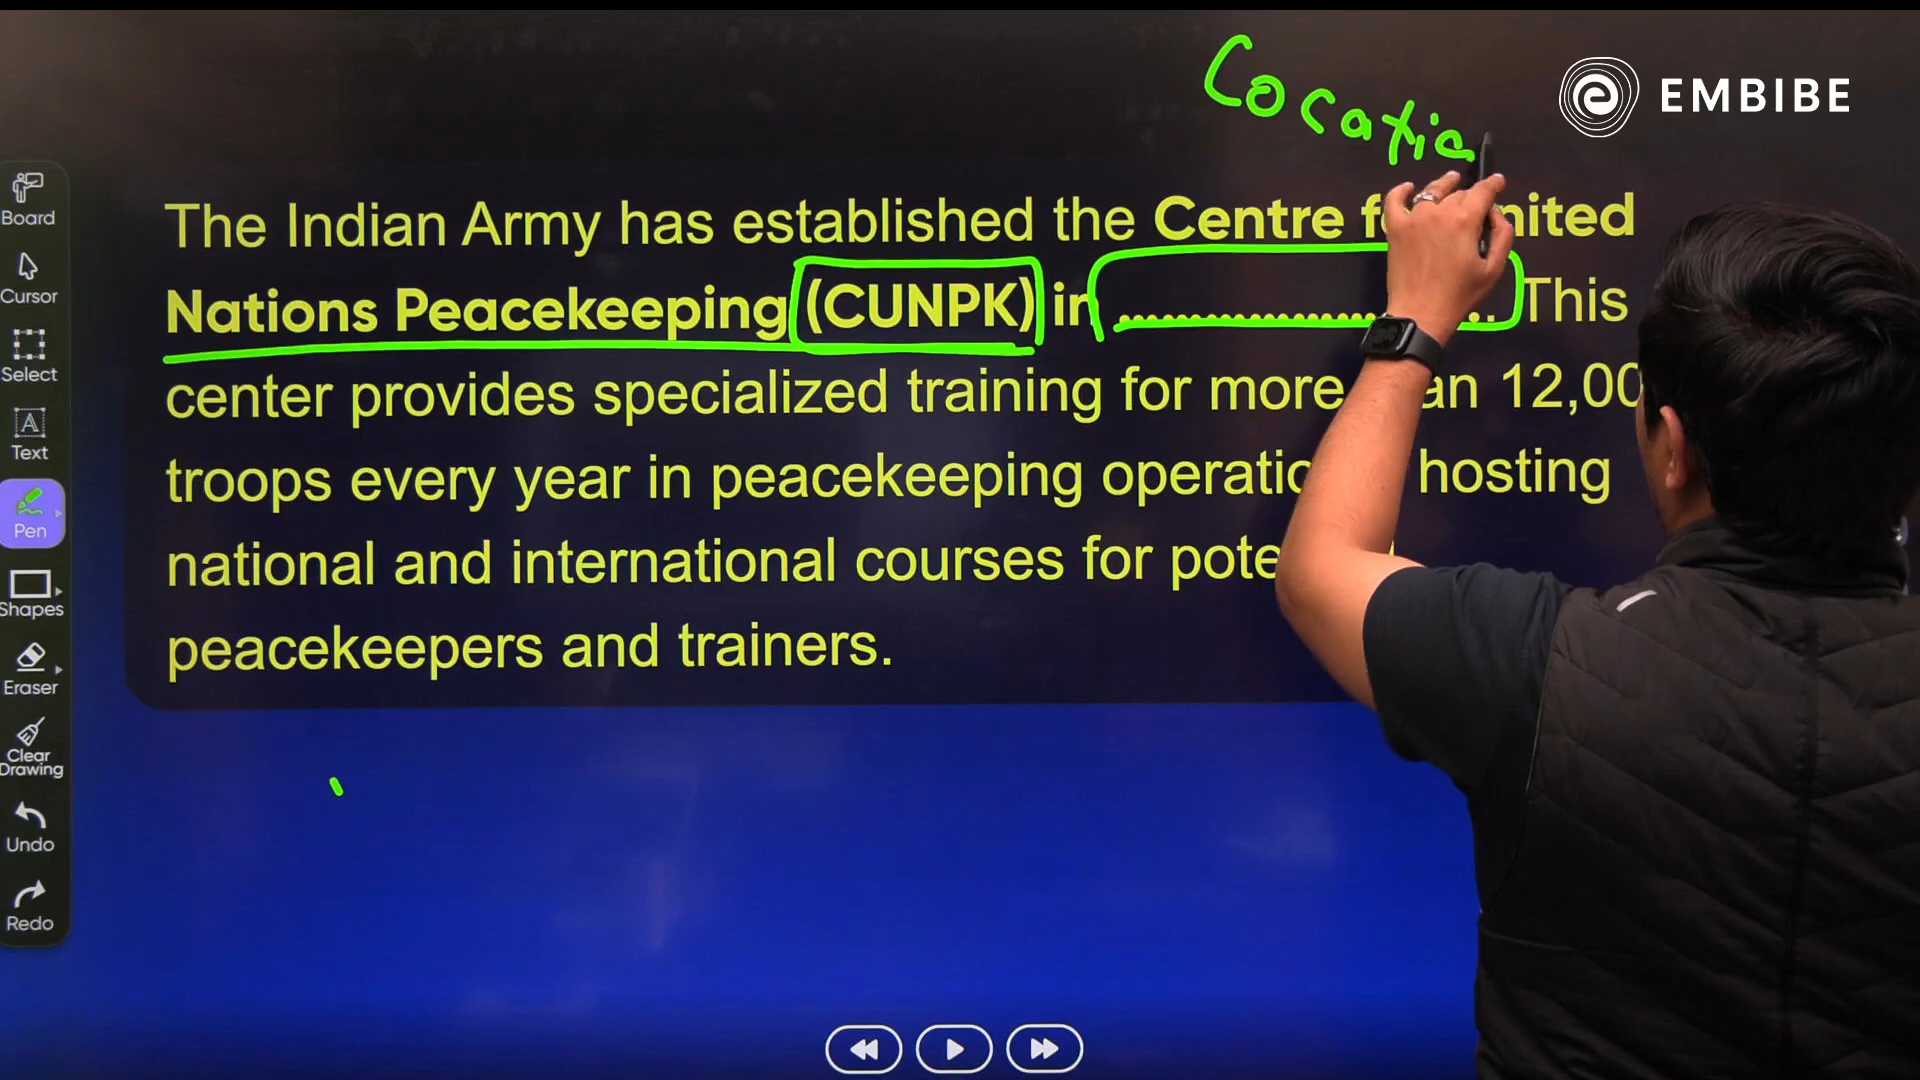 Locatio
EMBIBE
Board
Cursor
Select
Text
Pen
Shapes
Eraser
Clear
Drawing
Undo
Redo
The Indian Army has established the Centre nited
Nations Peacekeeping (CUNPK) in .................... This
center provides specialized training for more an 12,00
troops every year in peacekeeping operatio hosting
national and international courses for pote
peacekeepers and trainers.